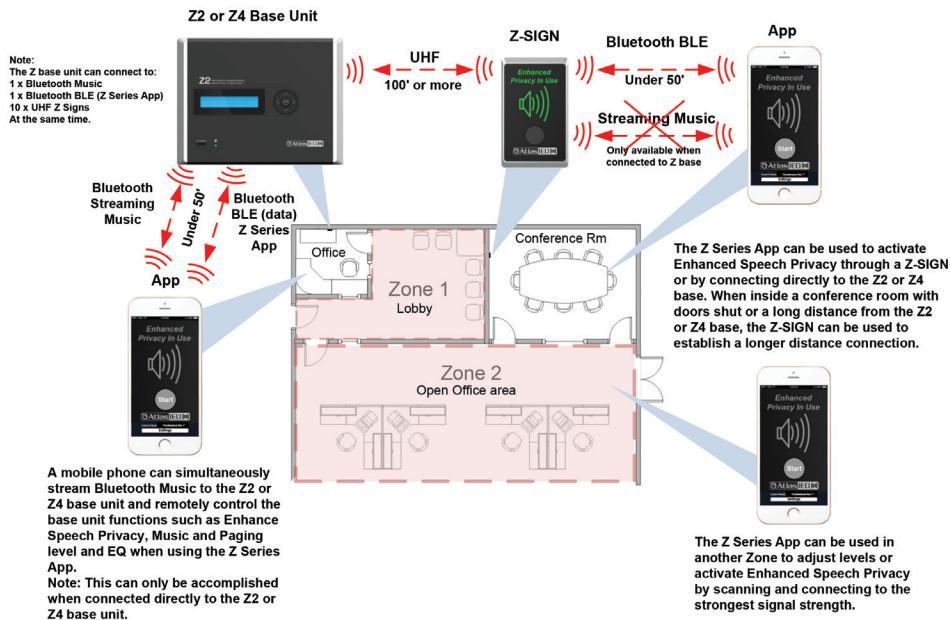 Z2 or Z4 Base Unit
Note:
The Z base unit can connect to:
1 x Bluetooth Music
1 x Bluetooth BLE (Z Series App)
10 x UHF Z Signs
At the same time.
Z2
AtlasIED
UHF
100' or more
Z-SIGN
Enhanced
Privacy In Use
AtlasIED
Bluetooth BLE
Under 50'
Streaming Music
Only available when
connected to Z base
App
Enhanced
Privacy In Use
Start
AtlasIED
Settings
Bluetooth
Streaming
Music
Under 50'
Bluetooth
BLE (data)
Z Series
App
App
Enhanced
Privacy In Use
Start
AtlasIED
Settings
Office
Zone 1
Lobby
Conference Rm
Zone 2
Open Office area
The Z Series App can be used to activate
Enhanced Speech Privacy through a Z-SIGN
or by connecting directly to the Z2 or Z4
base. When inside a conference room with
doors shut or a long distance from the Z2
or Z4 base, the Z-SIGN can be used to
establish a longer distance connection.
Enhanced
Privacy In Use
Start
AtlasIED
Settings
A mobile phone can simultaneously
stream Bluetooth Music to the Z2 or
Z4 base unit and remotely control the
base unit functions such as Enhance
Speech Privacy, Music and Paging
level and EQ when using the Z Series
App.
Note: This can only be accomplished
when connected directly to the Z2 or
Z4 base unit.
The Z Series App can be used in
another Zone to adjust levels or
activate Enhanced Speech Privacy
by scanning and connecting to the
strongest signal strength.